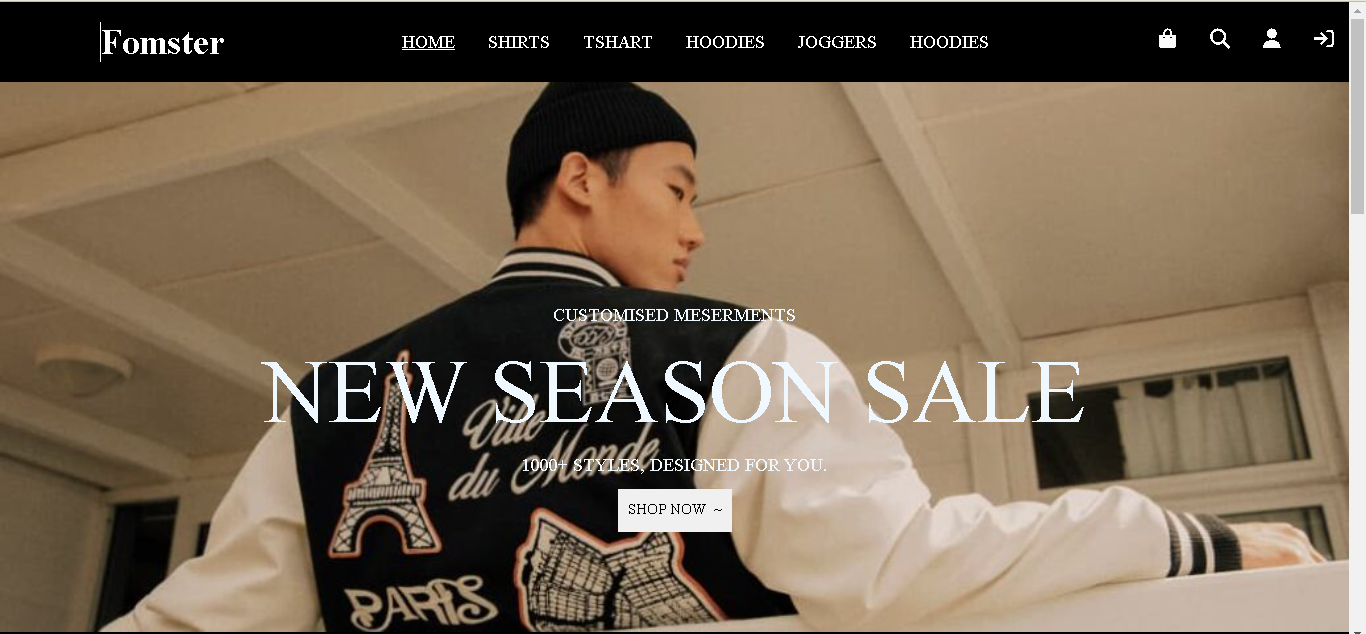 Fomster
HOME SHIRTS TSHART HOODIES JOGGERS HOODIES
CUSTOMISED MESERMENTS
NEW SEASON SALE
Ville
du Monde
1000+ STYLES, DESIGNED FOR YOU.
SHOP NOW ~
PARIS